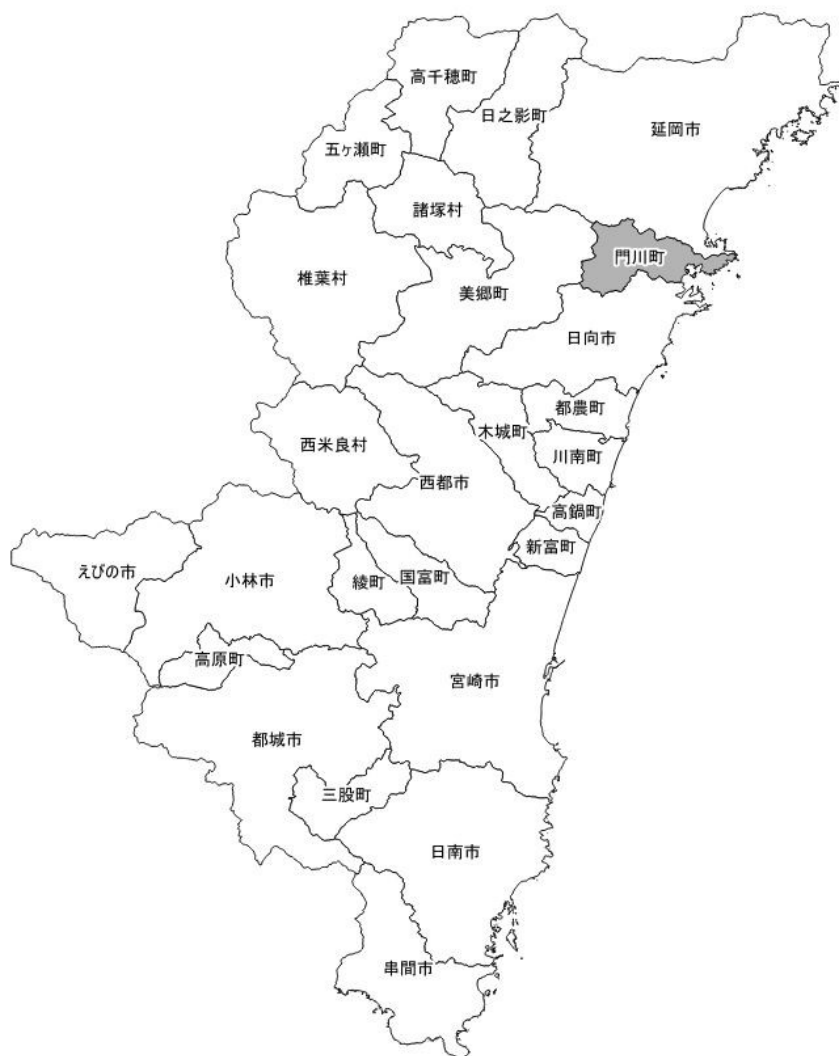 高千穂町
日之影町
延岡市
五ヶ瀬町
諸塚村
門川町
椎葉村
美郷町
日向市
都農町
木城町
西米良村
川南町
西都市
高鍋町
新富町
えびの市
小林市
綾町
国富町
高原町
宮崎市
都城市
三股町
日南市
串間市